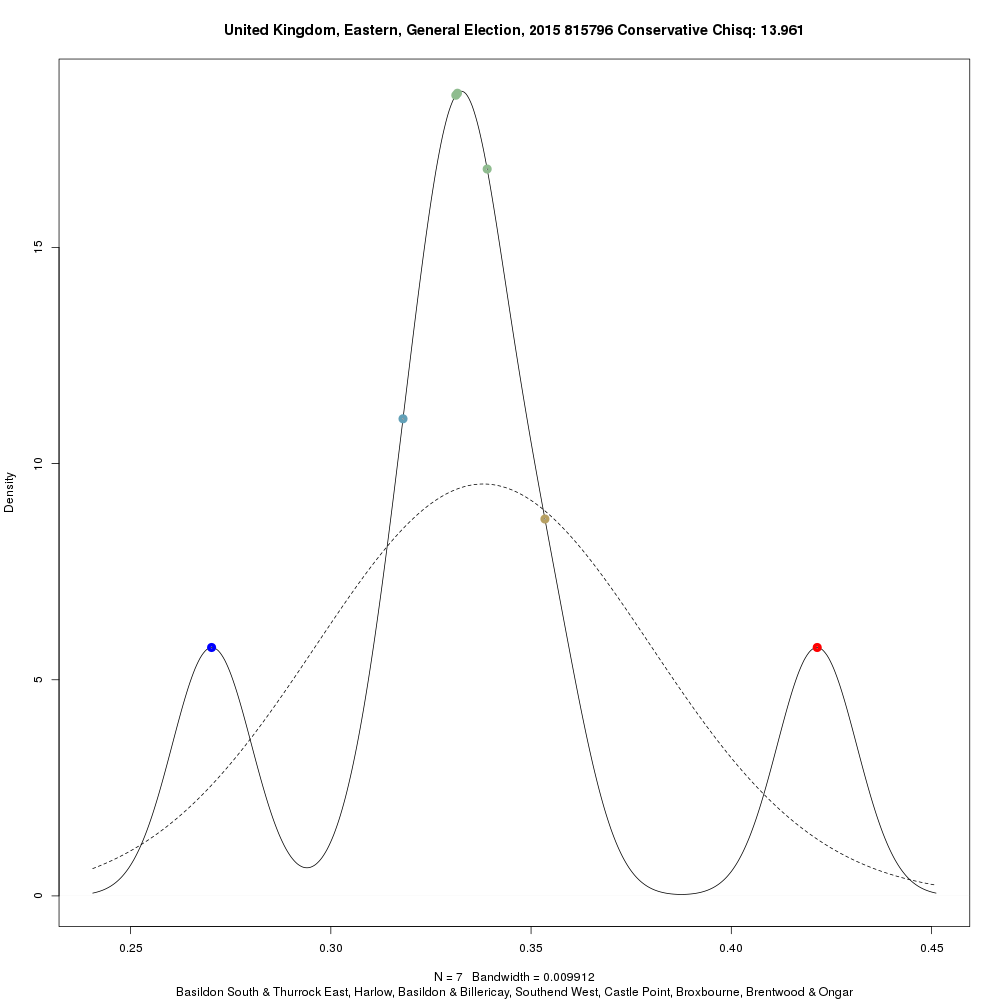 United Kingdom, Eastern, General Election, 2015 815796 Conservative Chisq: 13.961
Density
15
10
5
0
0.25 0.30 0.35 0.40 0.45
N = 7 Bandwidth = 0.009912
Basildon South & Thurrock East, Harlow, Basildon & Billericay, Southend West, Castle Point, Broxbourne, Brentwood & Ongar